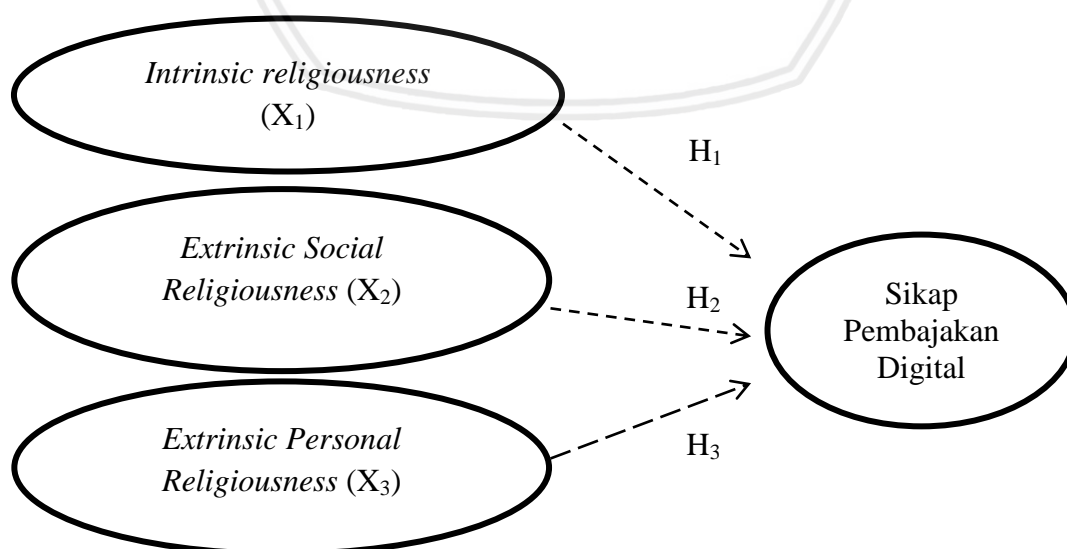 Intrinsic religiousness
(X₁)
H₁
Extrinsic Social
Religiousness (X₂)
H₂
Sikap
Pembajakan
Digital
Extrinsic Personal
Religiousness (X₃)
H₃